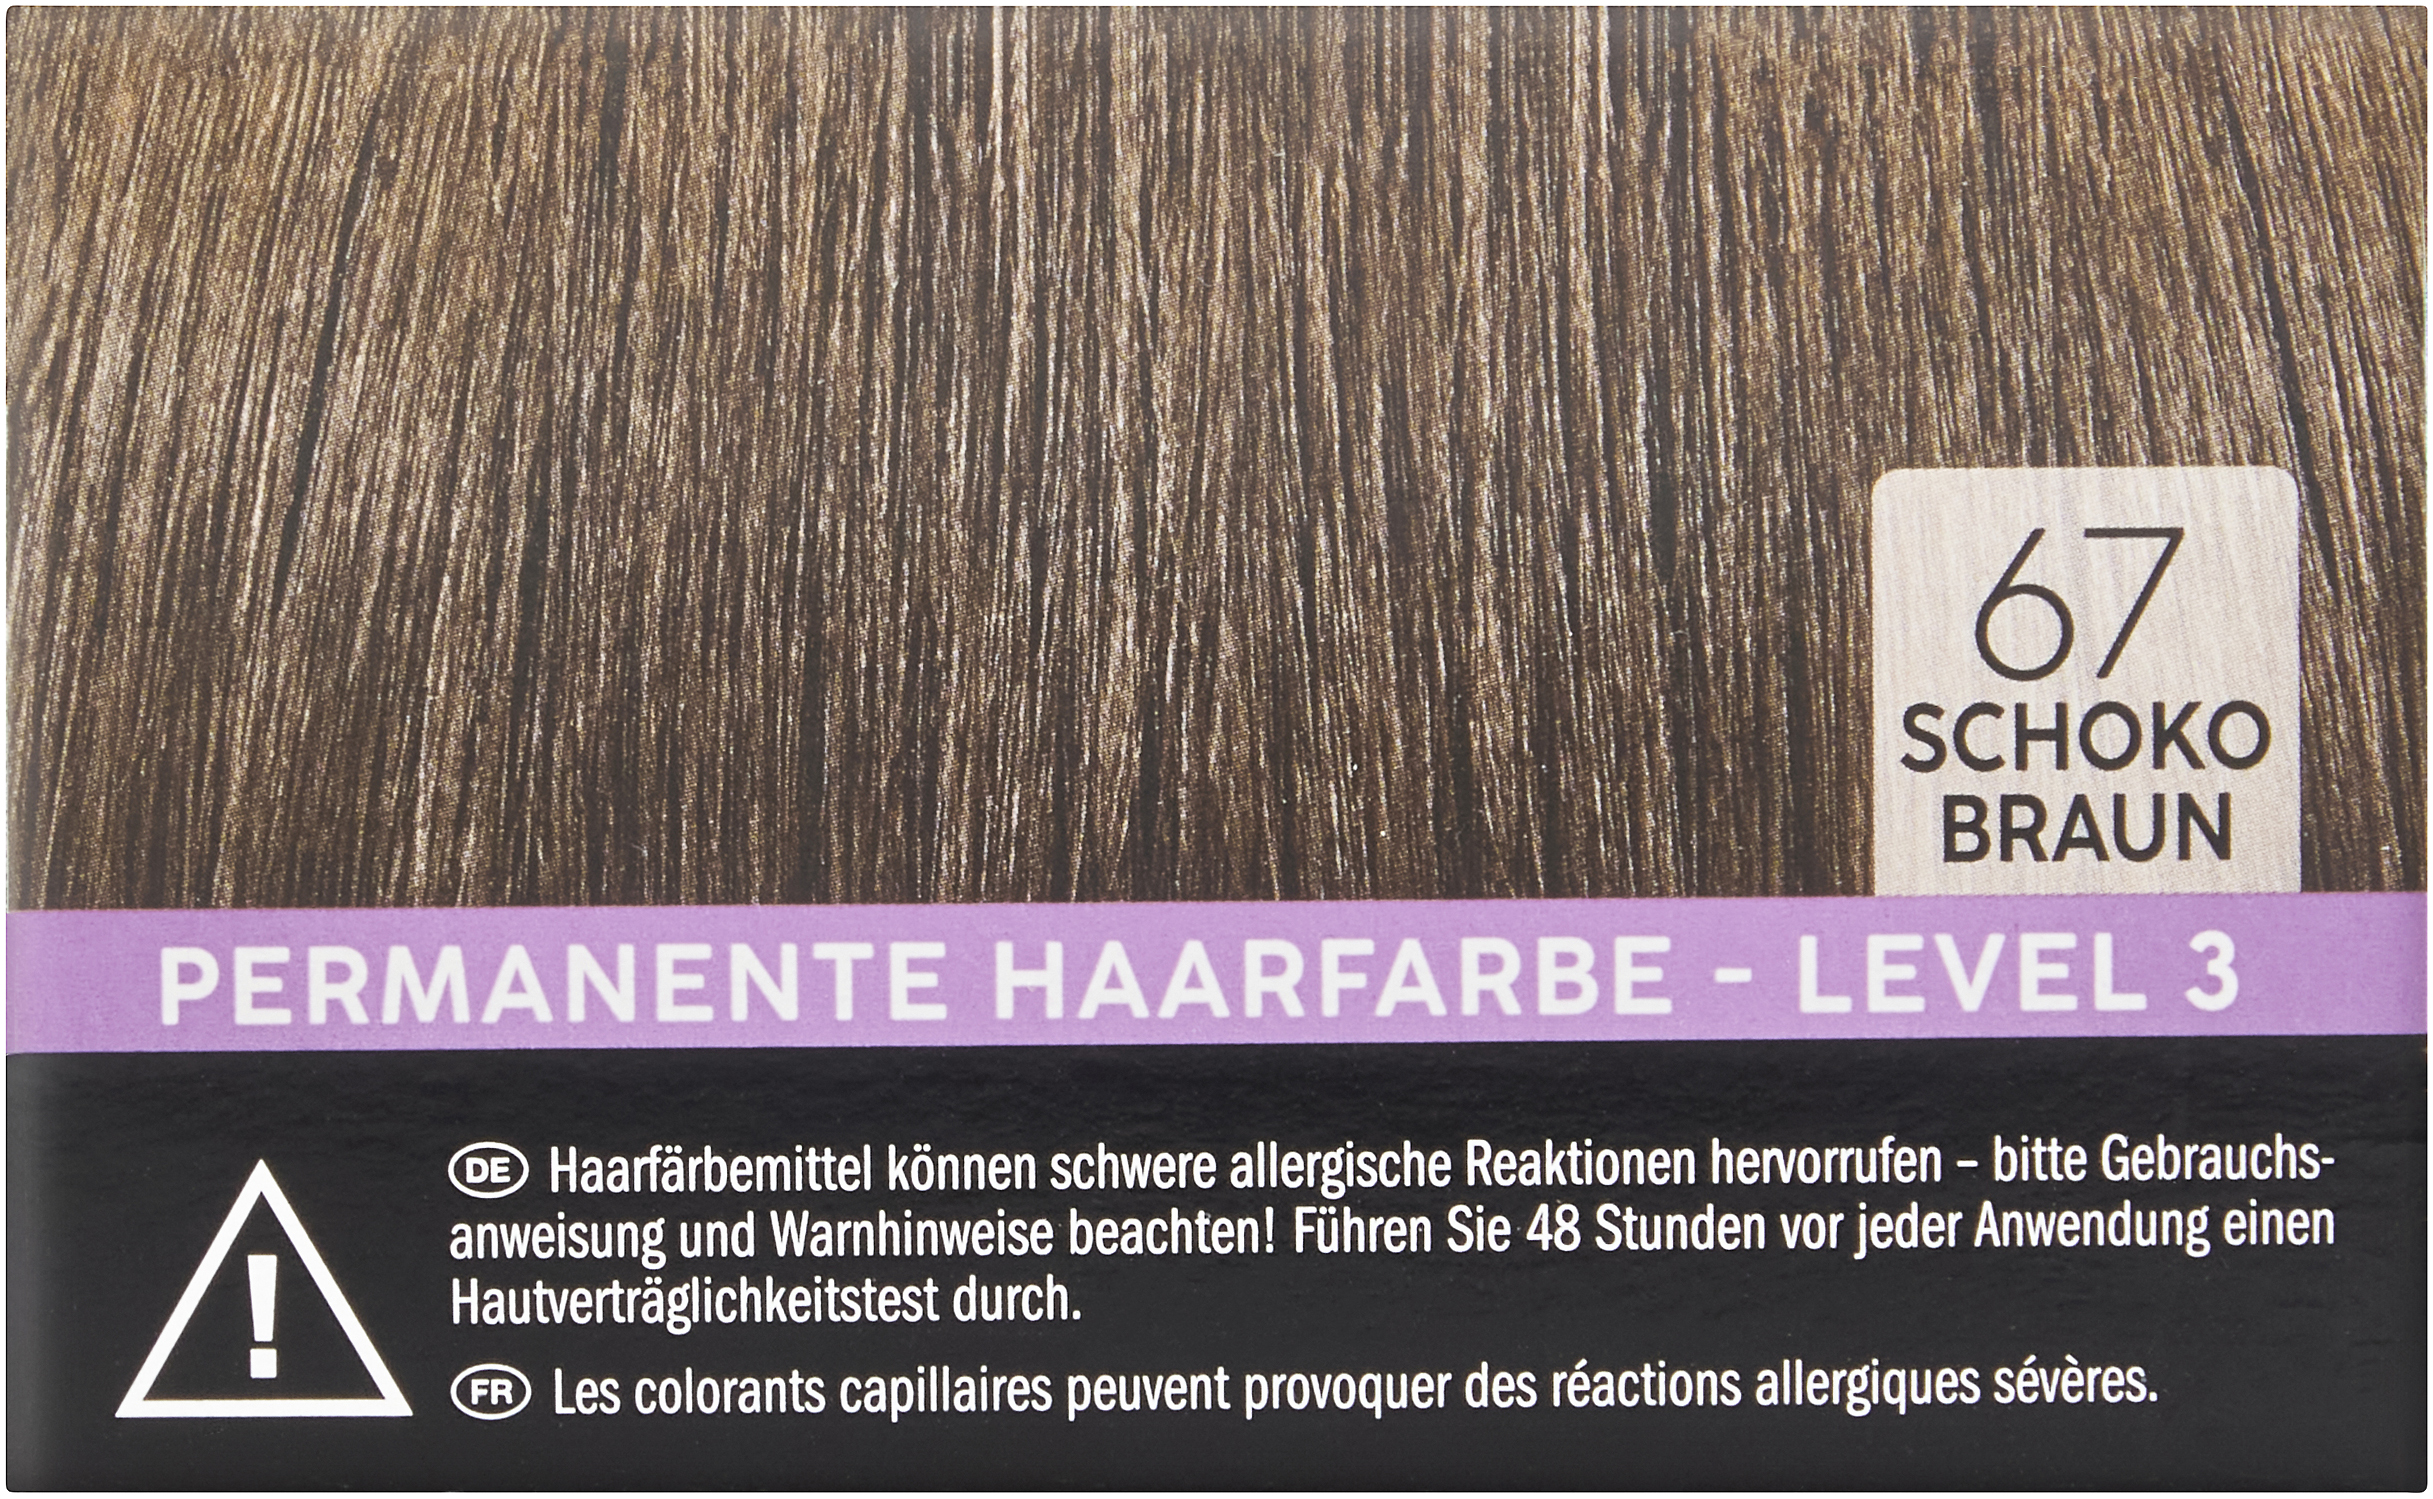 67
SCHOKO
BRAUN
PERMANENTE HAARFARBE - LEVEL 3
DE Haarfärbemittel können schwere allergische Reaktionen hervorrufen – bitte Gebrauchs-
anweisung und Warnhinweise beachten! Führen Sie 48 Stunden vor jeder Anwendung einen
Hautverträglichkeitstest durch.
FR Les colorants capillaires peuvent provoquer des réactions allergiques sévères.